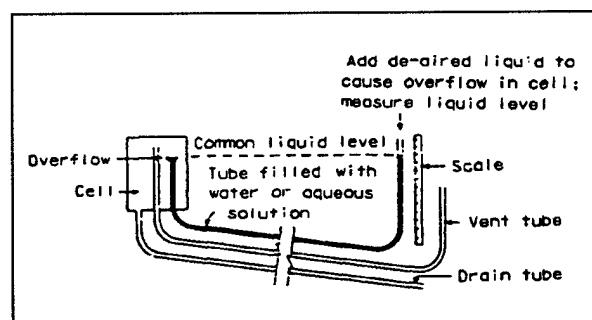 Add de-aired liquid to
cause overflow in cell;
measure liquid level
Common liquid level
Overflow
Tube filled with
water or aqueous
solution
Cell
Scale
Vent tube
Drain tube